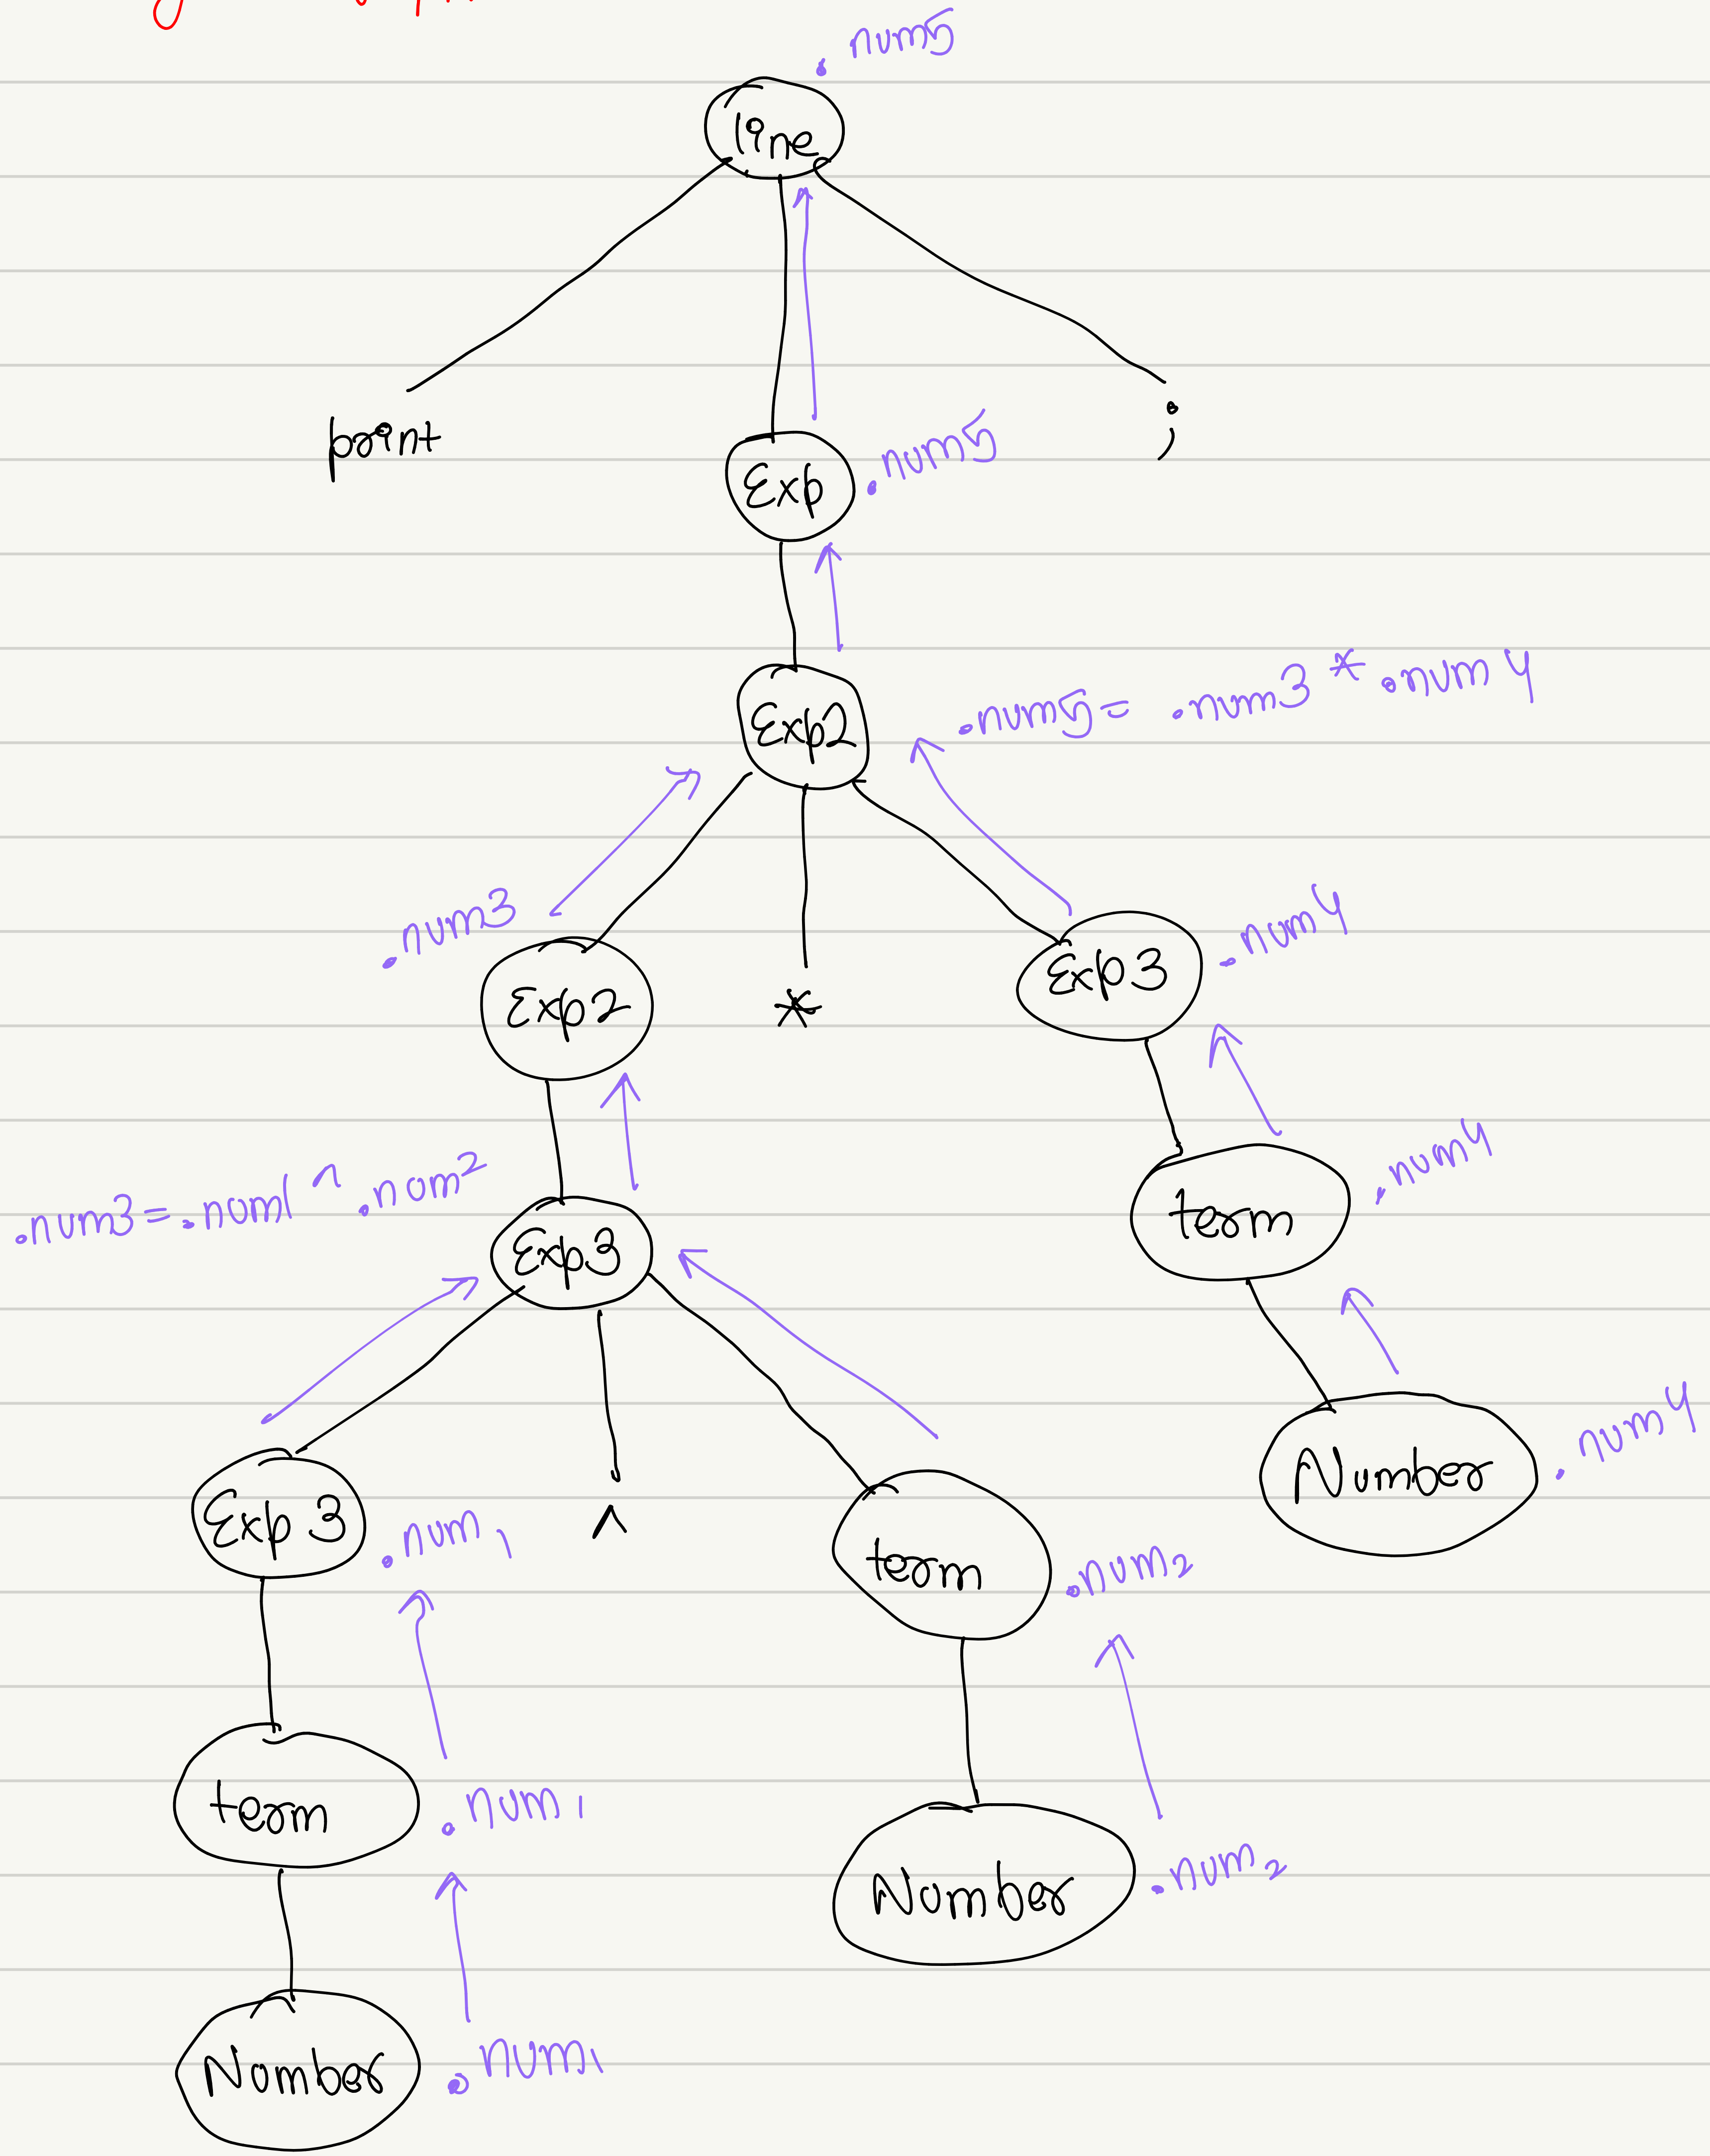 .num5
line
print
;
Exp
.num5
Exp2
.num5 = .num3 * .num4
.num3
Exp2
*
Exp3
.num4
.num3 = .num1 ^ .num2
Exp3
term
.num4
Exp 3
.num1
^
term
.num2
Number
.num4
term
.num1
Number
.num2
Number
.num1